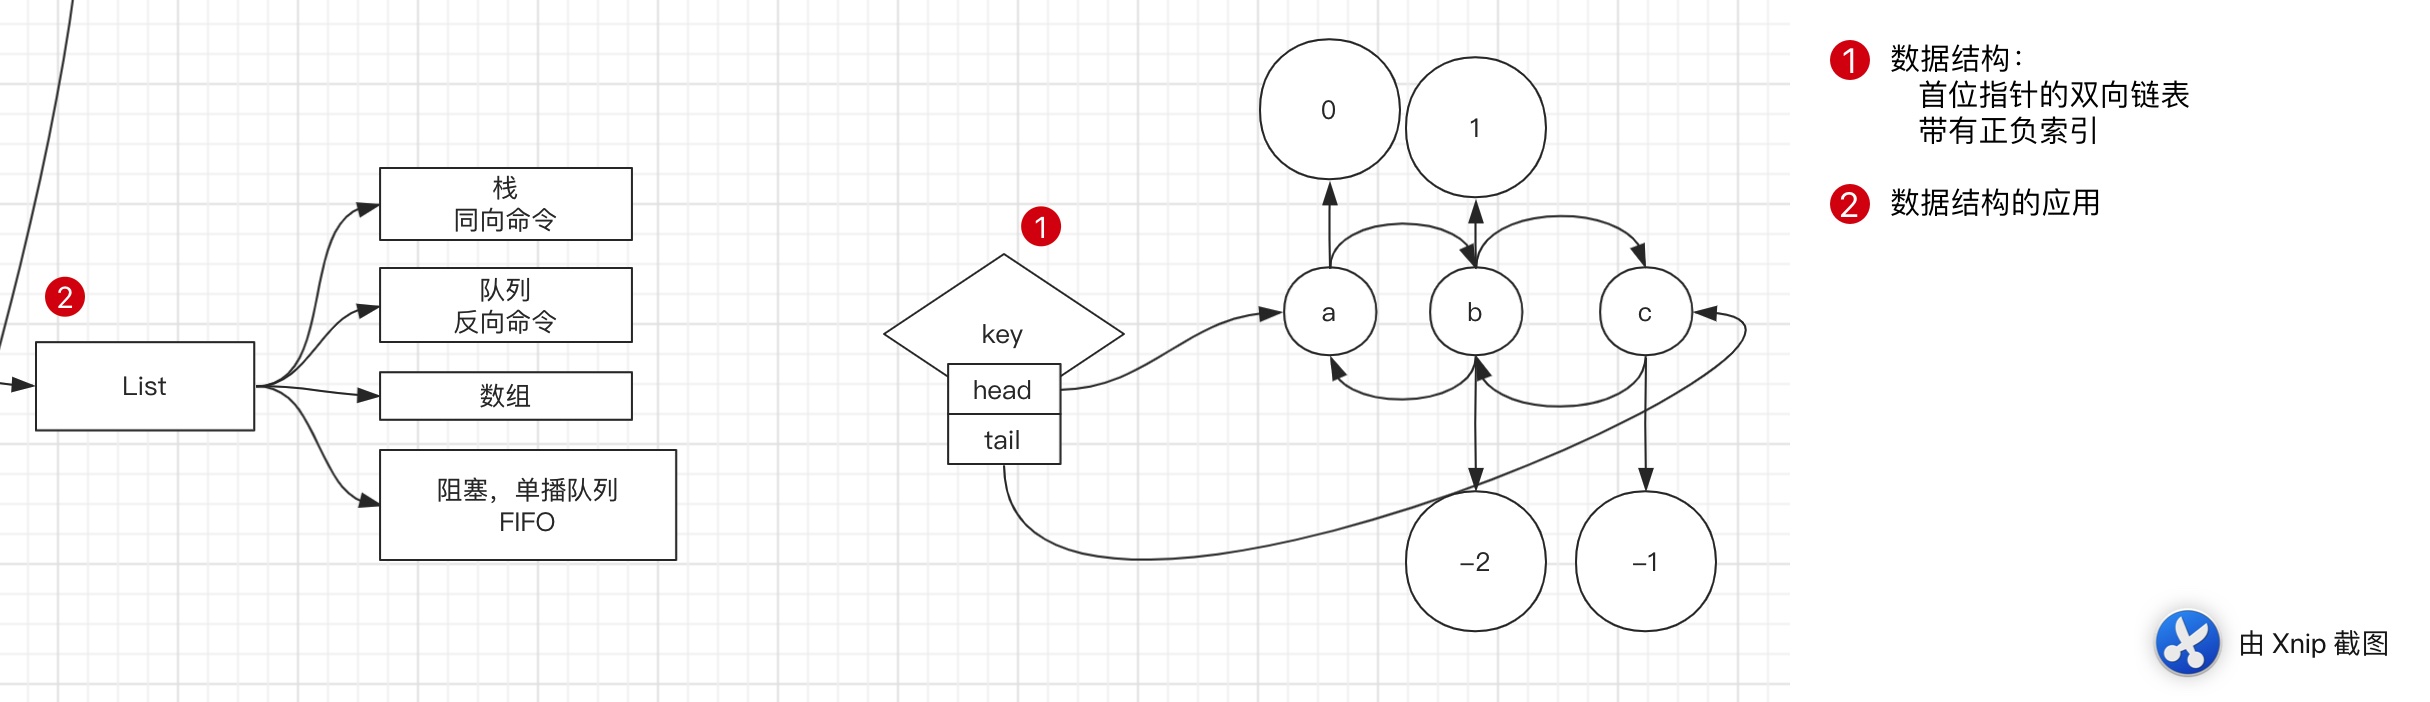 2
List
栈
同向命令
队列
反向命令
数组
阻塞，单播队列
FIFO
1
key
head
tail
0
1
a
b
c
-2
-1
1 数据结构：
首位指针的双向链表
带有正负索引
2 数据结构的应用
由 Xnip 截图